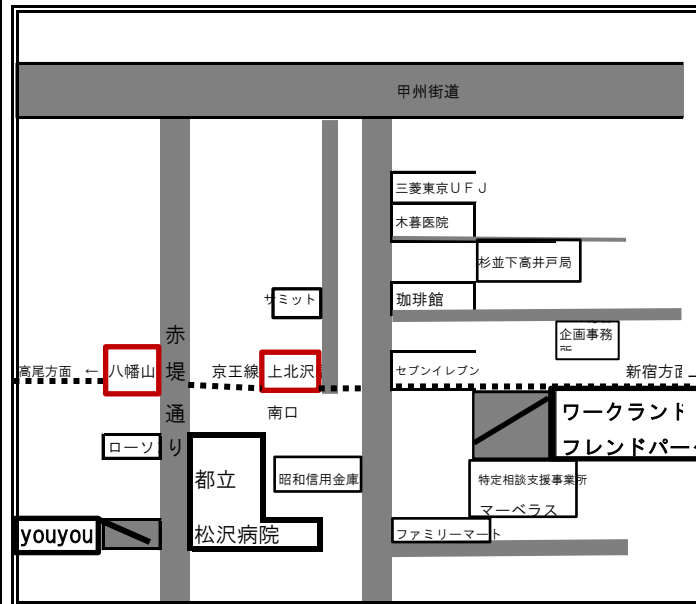 甲州街道
三菱東京ＵＦＪ
木暮医院
杉並下高井戸局
サミット
珈琲館
企画事務
赤堤通り
高尾方面　←
八幡山
京王線
上北沢
セブンイレブン
新宿方面
南口
ワークランド
フレンドパーク
ローソ
都立
松沢病院
昭和信用金庫
特定相談支援事業所
マーベラス
youyou
ファミリーマート